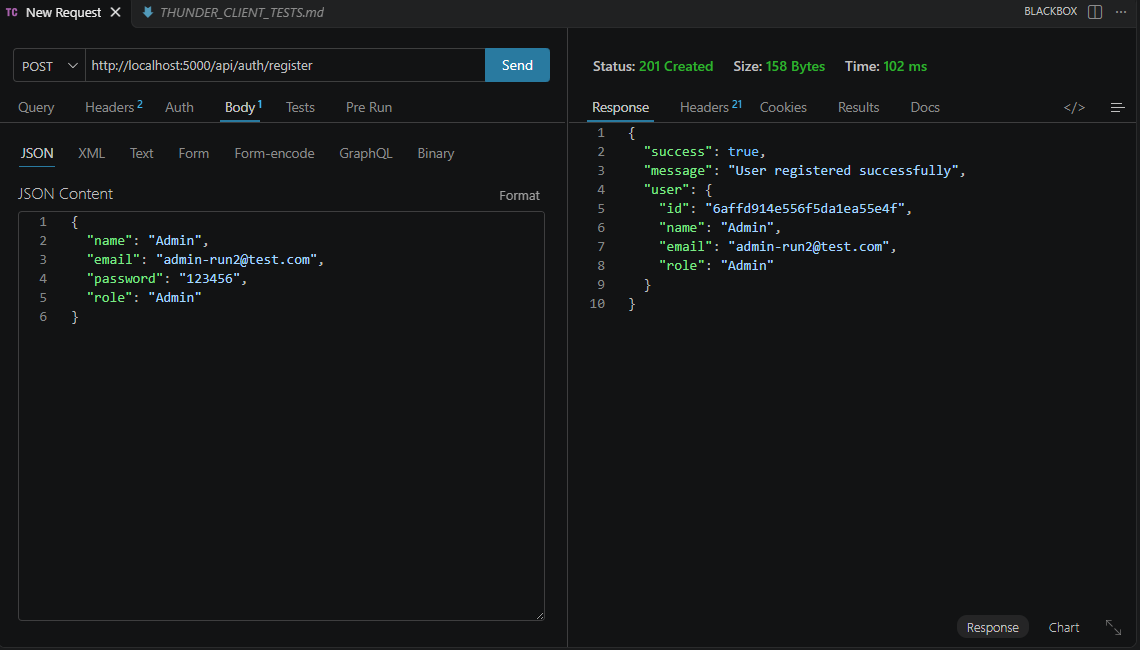 TC New Request THUNDER_CLIENT_TESTS.md BLACKBOX ...
POST http://localhost:5000/api/auth/register Send
Query Headers 2 Auth Body 1 Tests Pre Run
JSON XML Text Form Form-encode GraphQL Binary
JSON Content Format
1 {
2 "name": "Admin",
3 "email": "admin-run2@test.com",
4 "password": "123456",
5 "role": "Admin"
6 }
Status: 201 Created Size: 158 Bytes Time: 102 ms
Response Headers 21 Cookies Results Docs </>
1 {
2 "success": true,
3 "message": "User registered successfully",
4 "user": {
5 "id": "6affd914e556f5da1ea55e4f",
6 "name": "Admin",
7 "email": "admin-run2@test.com",
8 "role": "Admin"
9 }
10 }
Response Chart